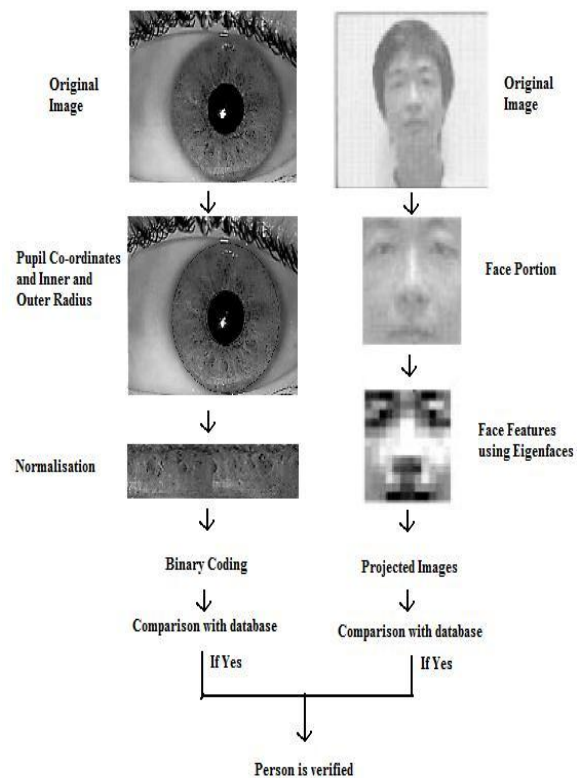 Original
Image
Original
Image
Pupil Co-ordinates
and Inner and
Outer Radius
Face Portion
Normalisation
Face Features
using Eigenfaces
Binary Coding
Projected Images
Comparison with database
Comparison with database
If Yes
If Yes
Person is verified